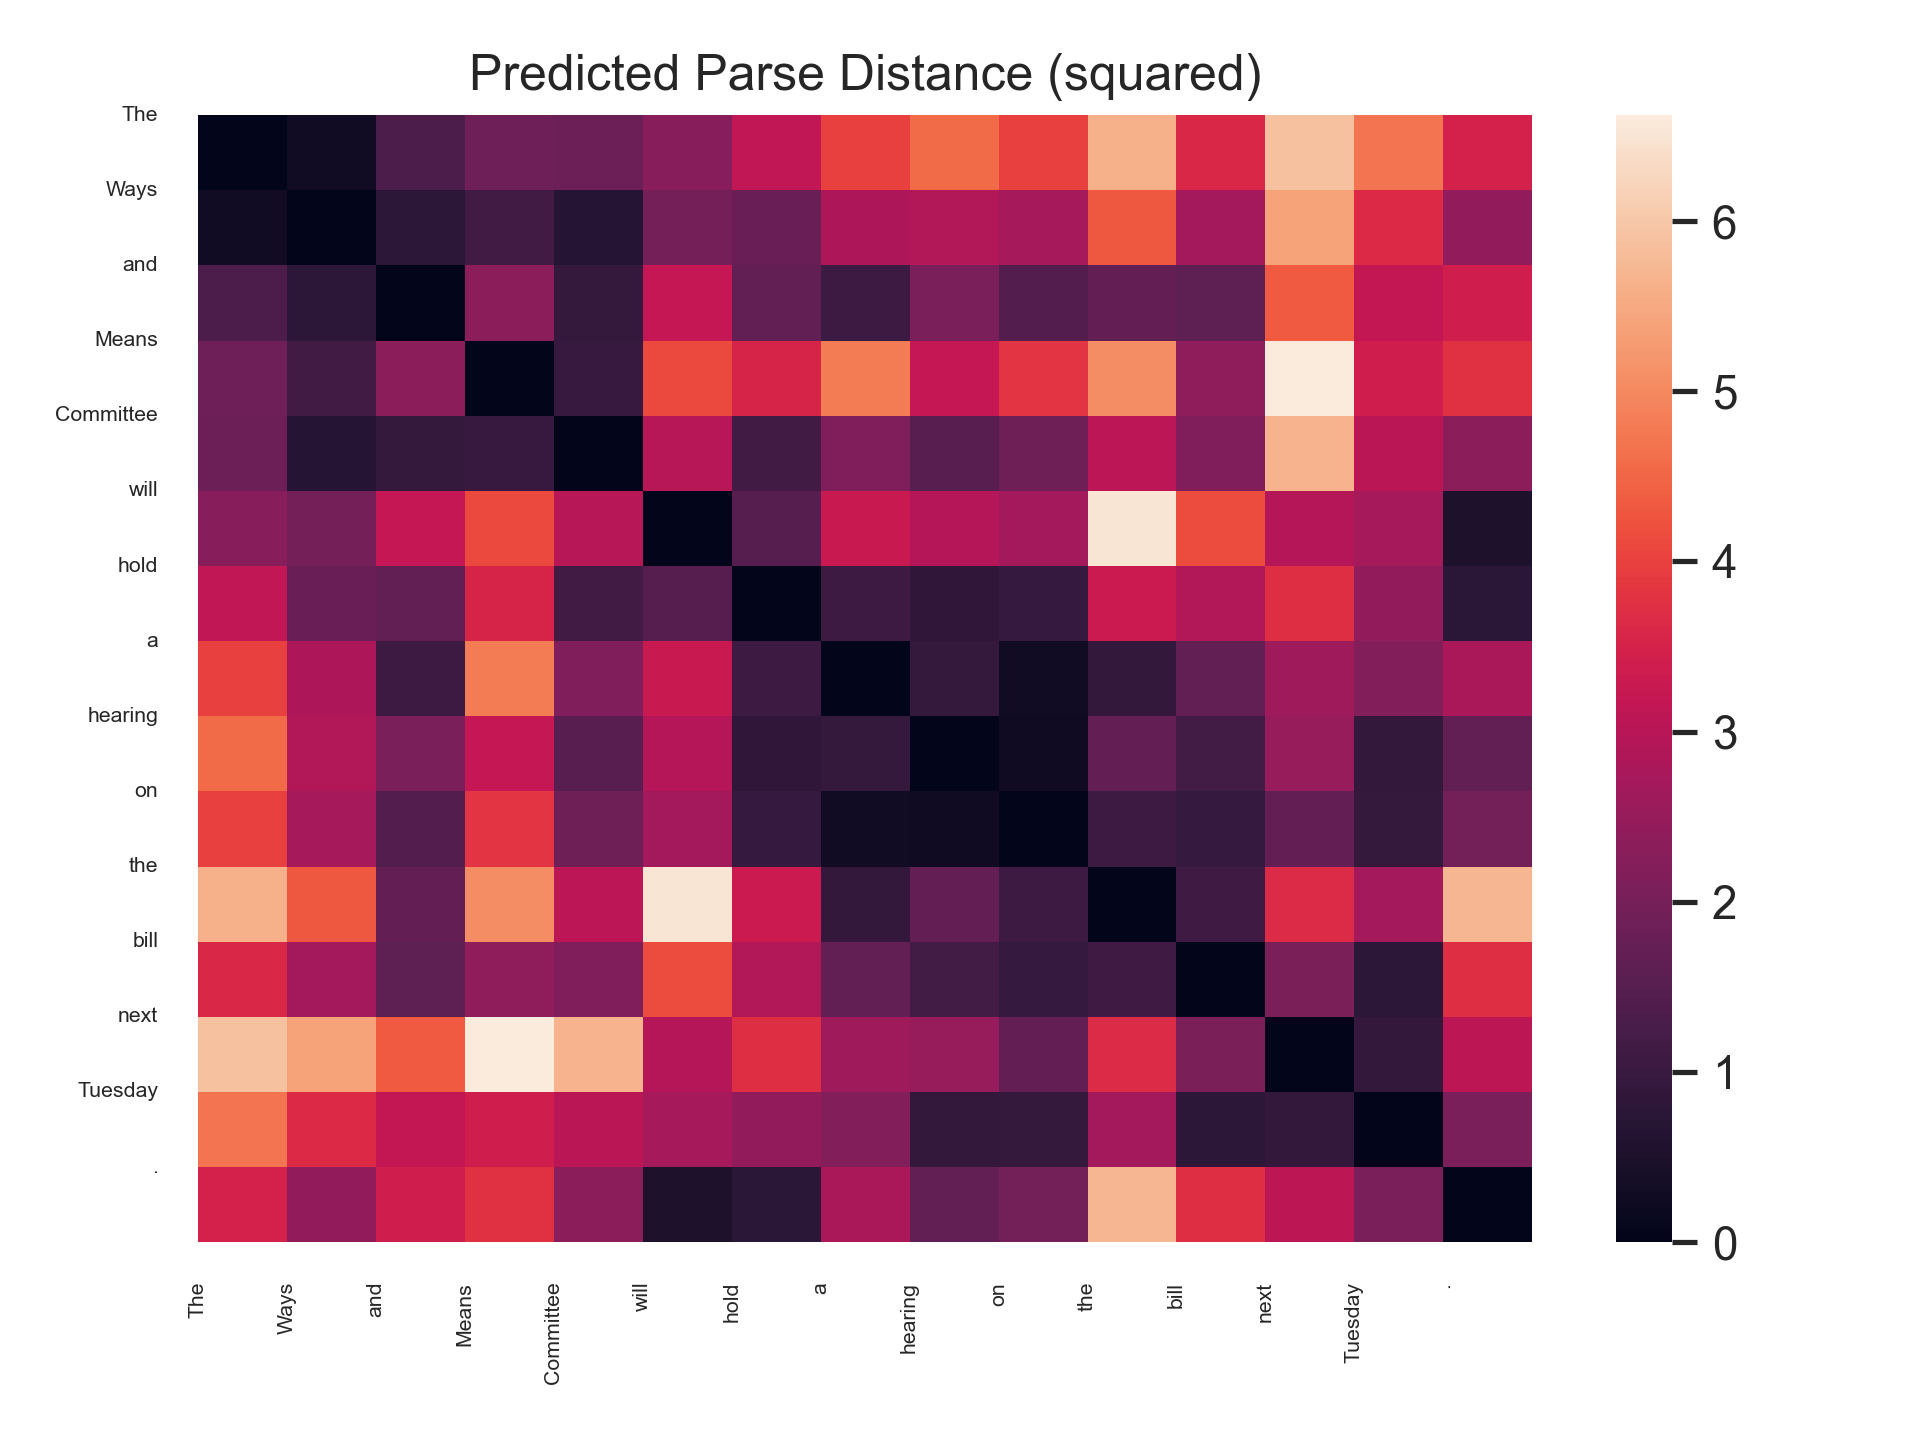 Predicted Parse Distance (squared)
The
Ways
and
Means
Committee
will
hold
a
hearing
on
the
bill
next
Tuesday
.
6
5
4
3
2
1
0
The
Ways
and
Means
Committee
will
hold
a
hearing
on
the
bill
next
Tuesday
.